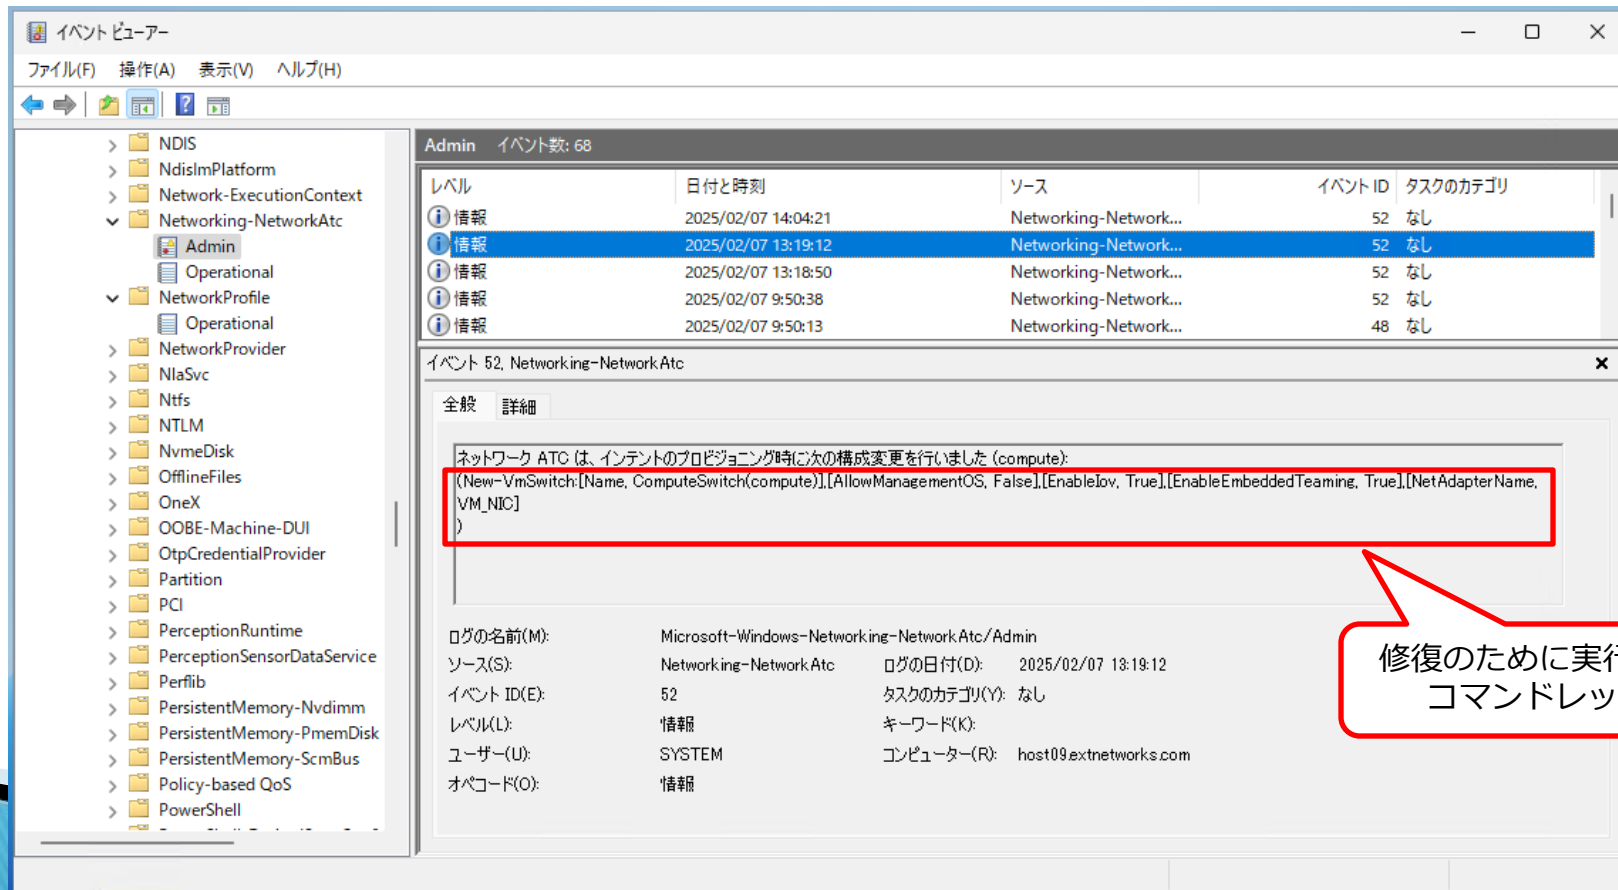 イベント ビューアー
ファイル(F) 操作(A) 表示(V) ヘルプ(H)
NDIS
NdisImPlatform
Network-ExecutionContext
Networking-NetworkAtc
Admin
Operational
NetworkProfile
Operational
NetworkProvider
NlaSvc
Ntfs
NTLM
NvmeDisk
OfflineFiles
OneX
OOBE-Machine-DUI
OtpCredentialProvider
Partition
PCI
PerceptionRuntime
PerceptionSensorDataService
Perflib
PersistentMemory-Nvdimm
PersistentMemory-PmemDisk
PersistentMemory-ScmBus
Policy-based QoS
PowerShell
Admin イベント数: 68
レベル 日付と時刻 ソース イベント ID タスクのカテゴリ
情報 2025/02/07 14:04:21 Networking-Network... 52 なし
情報 2025/02/07 13:19:12 Networking-Network... 52 なし
情報 2025/02/07 13:18:50 Networking-Network... 52 なし
情報 2025/02/07 9:50:38 Networking-Network... 52 なし
情報 2025/02/07 9:50:13 Networking-Network... 48 なし
イベント 52, Networking-NetworkAtc
全般 詳細
ネットワーク ATC は、インテントのプロビジョニング時に次の構成変更を行いました (compute):
(New-VmSwitch:[Name, ComputeSwitch(compute)],[AllowManagementOS, False],[EnableIov, True],[EnableEmbeddedTeaming, True],[NetAdapterName,
VM_NIC]
)
ログの名前(M): Microsoft-Windows-Networking-NetworkAtc/Admin
ソース(S): Networking-NetworkAtc ログの日付(D): 2025/02/07 13:19:12
イベント ID(E): 52 タスクのカテゴリ(Y): なし
レベル(L): 情報 キーワード(K):
ユーザー(U): SYSTEM コンピューター(R): host09.extnetworks.com
オペコード(O): 情報
修復のために実行
コマンドレッ